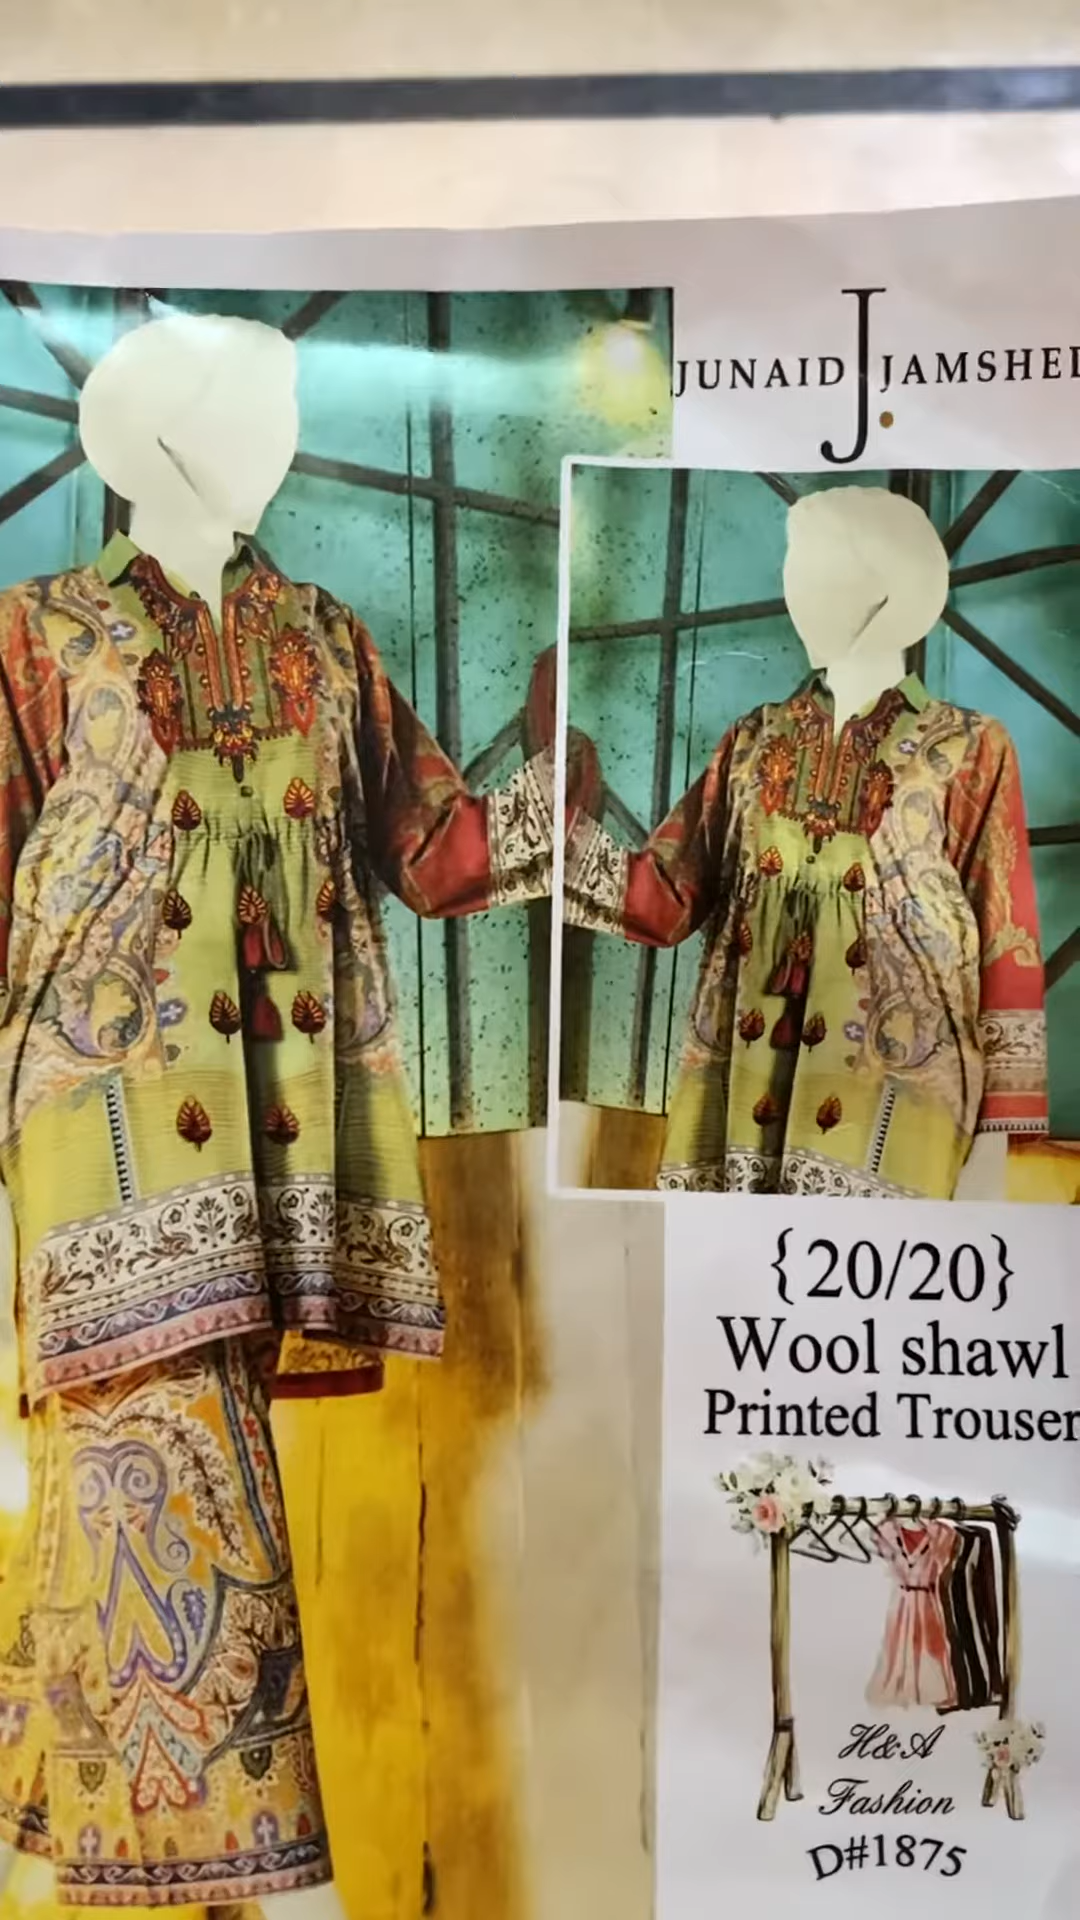 JUNAID J. JAMSHED
{20/20}
Wool shawl
Printed Trouser
H&A
Fashion
D#1875